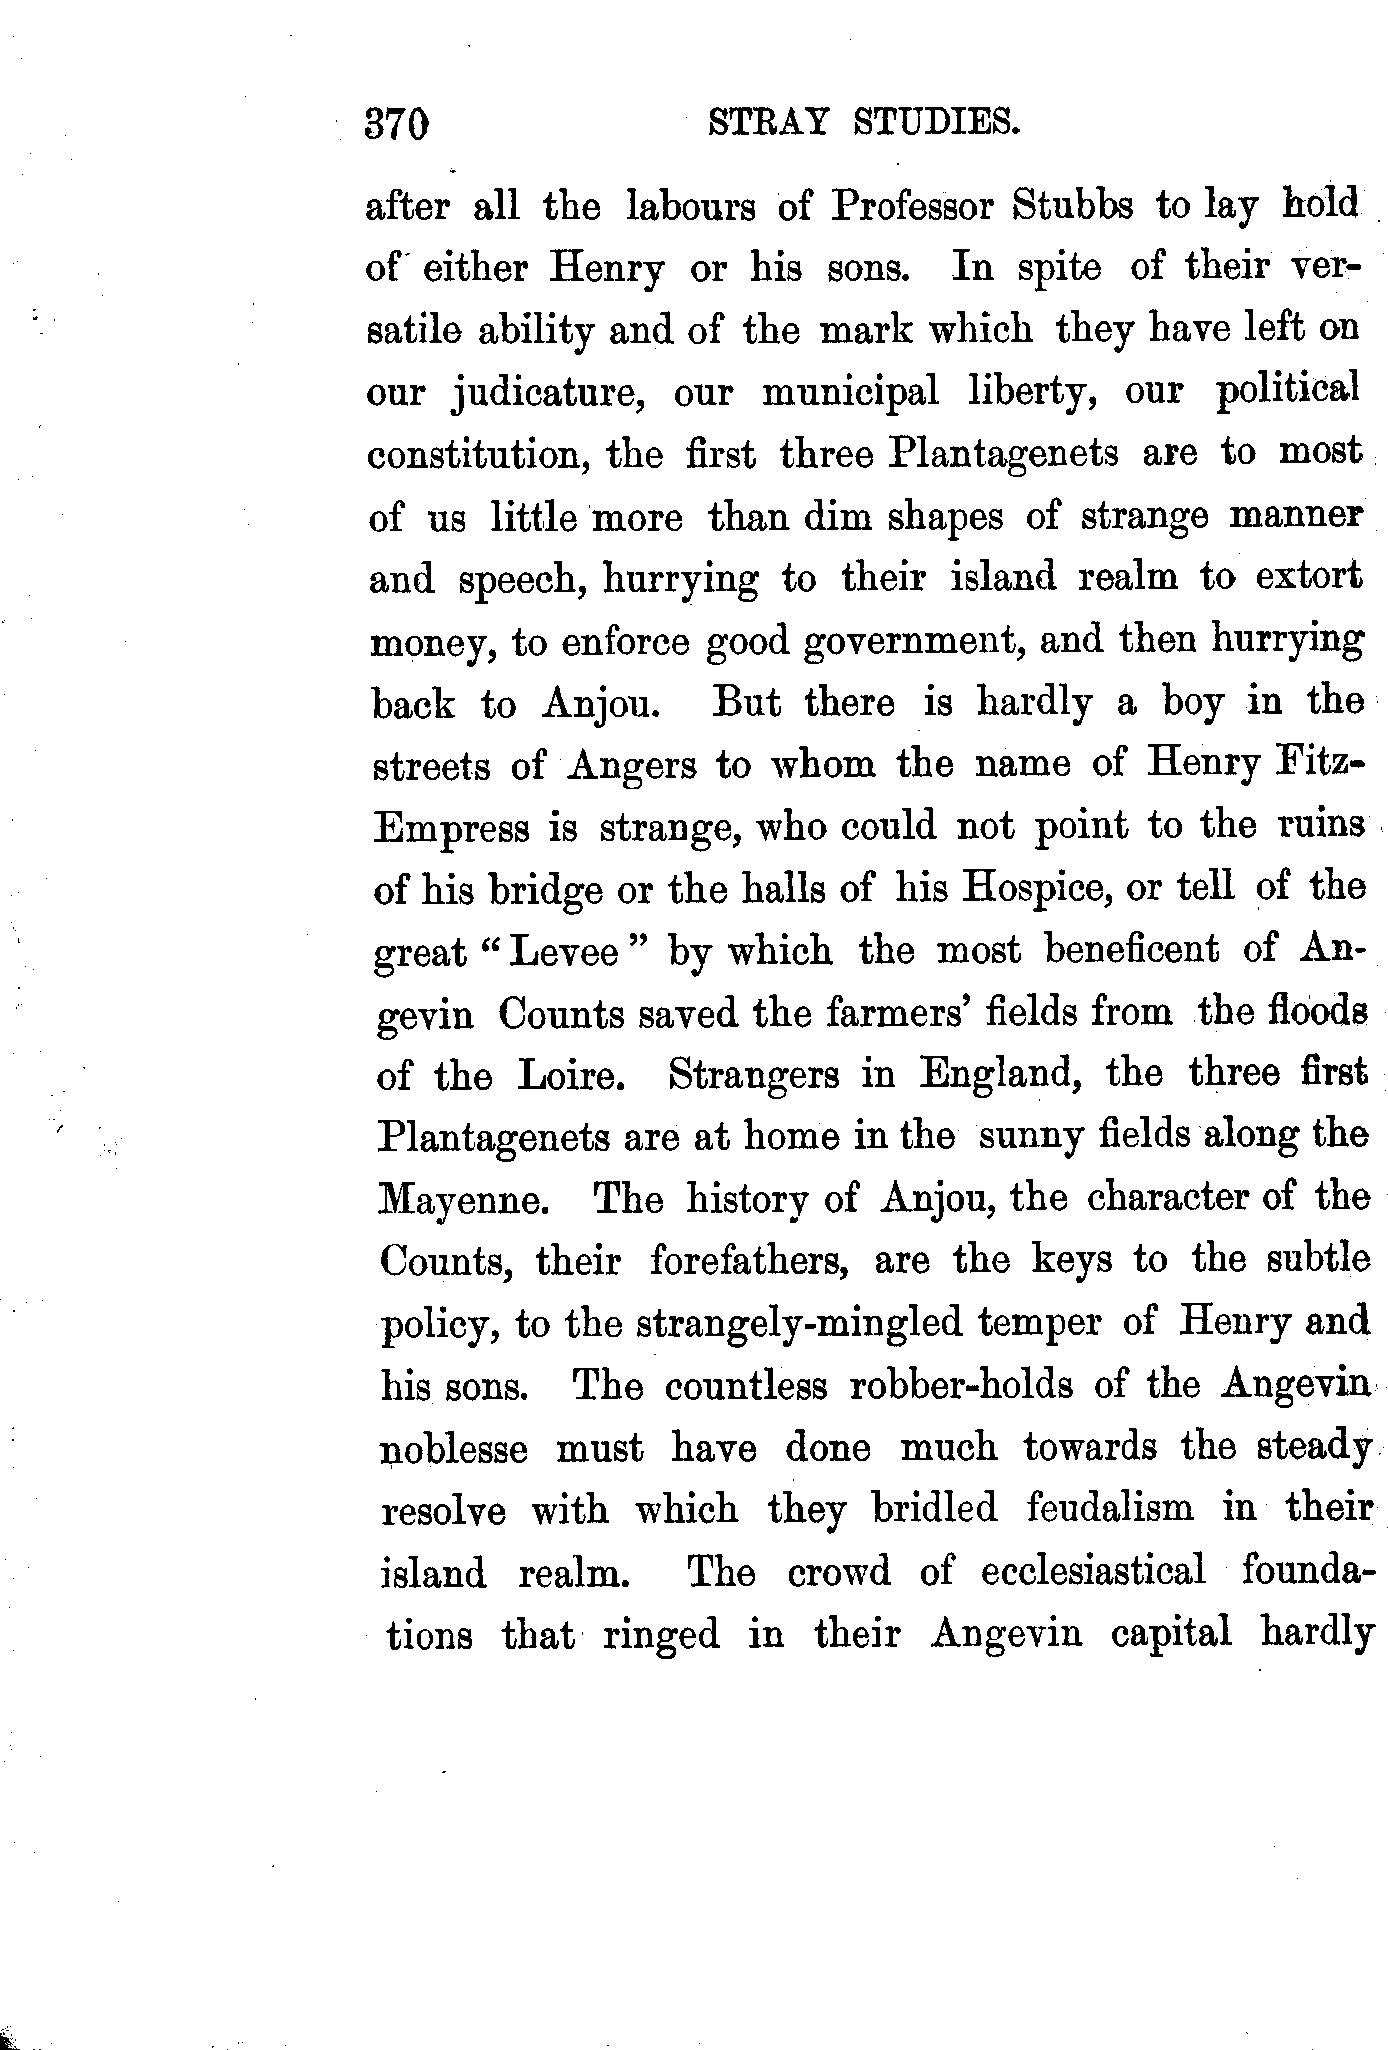 370 STRAY STUDIES.
after all the labours of Professor Stubbs to lay hold
of either Henry or his sons. In spite of their ver-
satile ability and of the mark which they have left on
our judicature, our municipal liberty, our political
constitution, the first three Plantagenets are to most
of us little more than dim shapes of strange manner
and speech, hurrying to their island realm to extort
money, to enforce good government, and then hurrying
back to Anjou. But there is hardly a boy in the
streets of Angers to whom the name of Henry Fitz-
Empress is strange, who could not point to the ruins
of his bridge or the halls of his Hospice, or tell of the
great “Levee” by which the most beneficent of An-
gevin Counts saved the farmers’ fields from the floods
of the Loire. Strangers in England, the three first
Plantagenets are at home in the sunny fields along the
Mayenne. The history of Anjou, the character of the
Counts, their forefathers, are the keys to the subtle
policy, to the strangely-mingled temper of Henry and
his sons. The countless robber-holds of the Angevin
noblesse must have done much towards the steady
resolve with which they bridled feudalism in their
island realm. The crowd of ecclesiastical founda-
tions that ringed in their Angevin capital hardly